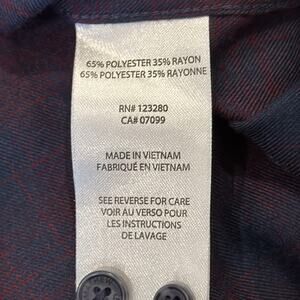 65% POLYESTER 35% RAYON
65% POLYESTER 35% RAYONNE
RN# 123280
CA# 07099
MADE IN VIETNAM
FABRIQUÉ EN VIETNAM
SEE REVERSE FOR CARE
VOIR AU VERSO POUR
LES INSTRUCTIONS
DE LAVAGE